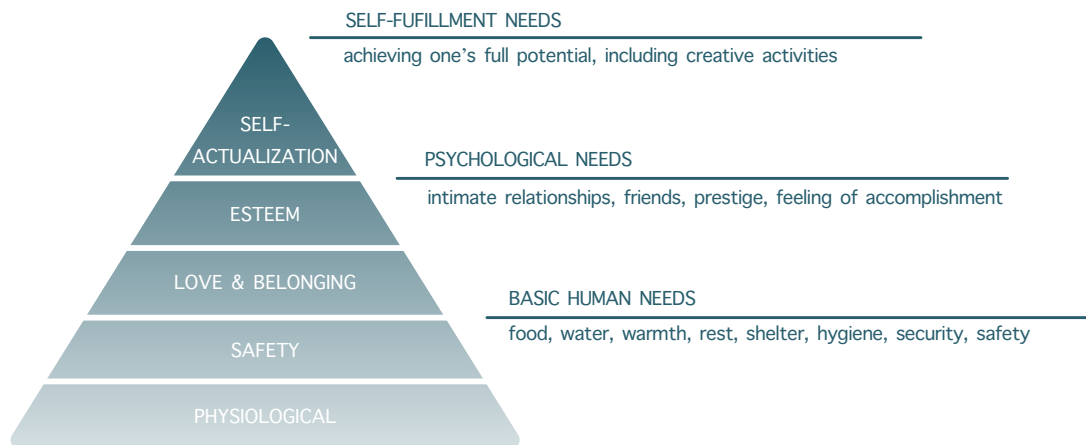 SELF-FUFILLMENT NEEDS
achieving one's full potential, including creative activities
SELF-
ACTUALIZATION
PSYCHOLOGICAL NEEDS
intimate relationships, friends, prestige, feeling of accomplishment
ESTEEM
LOVE & BELONGING
BASIC HUMAN NEEDS
food, water, warmth, rest, shelter, hygiene, security, safety
SAFETY
PHYSIOLOGICAL